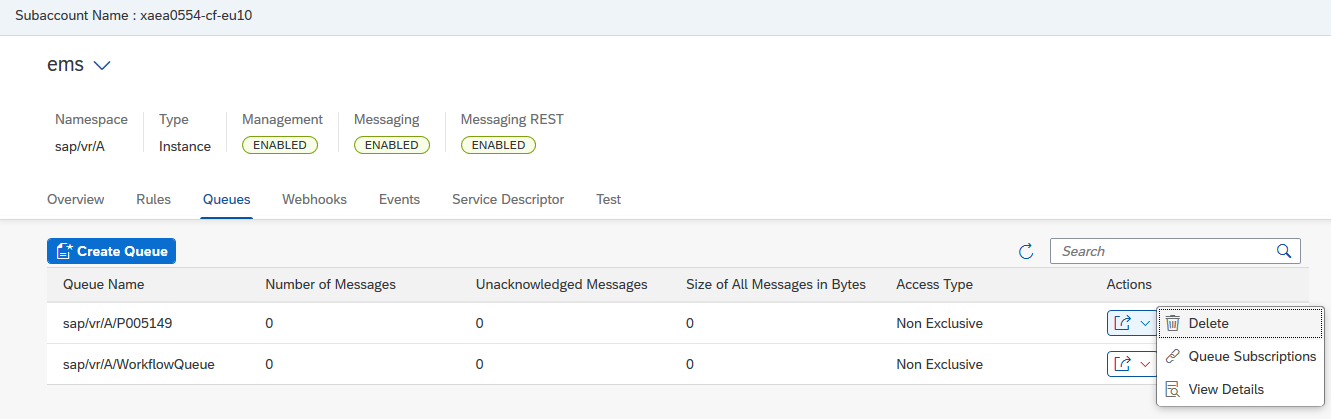 Subaccount Name : xaea0554-cf-eu10
ems
Namespace Type Management Messaging Messaging REST
sap/vr/A Instance ENABLED ENABLED ENABLED
Overview Rules Queues Webhooks Events Service Descriptor Test
Create Queue Search
Queue Name Number of Messages Unacknowledged Messages Size of All Messages in Bytes Access Type Actions
sap/vr/A/P005149 0 0 0 Non Exclusive Delete
sap/vr/A/WorkflowQueue 0 0 0 Non Exclusive Queue Subscriptions
View Details